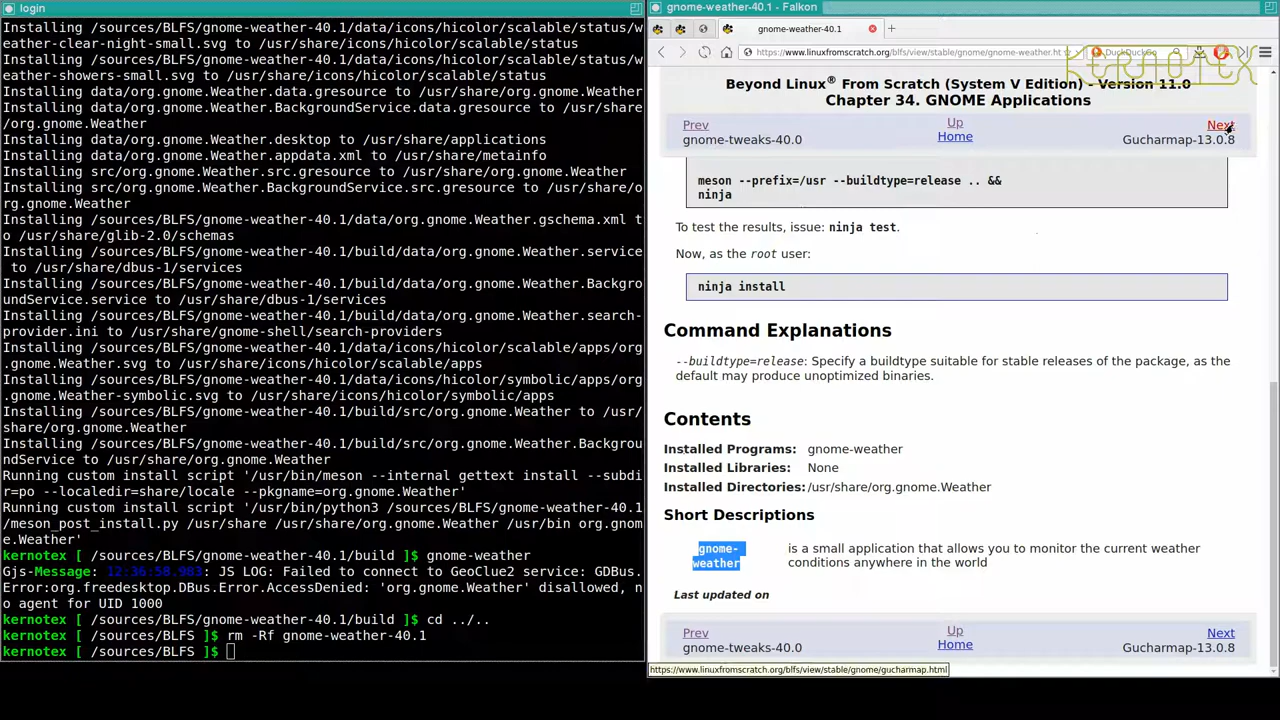 login
Installing /sources/BLFS/gnome-weather-40.1/data/icons/hicolor/scalable/status/w
eather-clear-night-small.svg to /usr/share/icons/hicolor/scalable/status
Installing /sources/BLFS/gnome-weather-40.1/data/icons/hicolor/scalable/status/w
eather-showers-small.svg to /usr/share/icons/hicolor/scalable/status
Installing data/org.gnome.Weather.data.gresource to /usr/share/org.gnome.Weather
Installing data/org.gnome.Weather.BackgroundService.data.gresource to /usr/share
/org.gnome.Weather
Installing data/org.gnome.Weather.desktop to /usr/share/applications
Installing data/org.gnome.Weather.appdata.xml to /usr/share/metainfo
Installing src/org.gnome.Weather.src.gresource to /usr/share/org.gnome.Weather
Installing src/org.gnome.Weather.BackgroundService.src.gresource to /usr/share/o
rg.gnome.Weather
Installing /sources/BLFS/gnome-weather-40.1/data/org.gnome.Weather.gschema.xml t
o /usr/share/glib-2.0/schemas
Installing /sources/BLFS/gnome-weather-40.1/build/data/org.gnome.Weather.service
 to /usr/share/dbus-1/services
Installing /sources/BLFS/gnome-weather-40.1/build/data/org.gnome.Weather.Backgro
undService.service to /usr/share/dbus-1/services
Installing /sources/BLFS/gnome-weather-40.1/build/data/org.gnome.Weather.search-
provider.ini to /usr/share/gnome-shell/search-providers
Installing /sources/BLFS/gnome-weather-40.1/data/icons/hicolor/scalable/apps/org
.gnome.Weather.svg to /usr/share/icons/hicolor/scalable/apps
Installing /sources/BLFS/gnome-weather-40.1/data/icons/hicolor/symbolic/apps/org
.gnome.Weather-symbolic.svg to /usr/share/icons/hicolor/symbolic/apps
Installing /sources/BLFS/gnome-weather-40.1/build/src/org.gnome.Weather to /usr/
share/org.gnome.Weather
Installing /sources/BLFS/gnome-weather-40.1/build/src/org.gnome.Weather.Backgrou
ndService to /usr/share/org.gnome.Weather
Running custom install script '/usr/bin/meson --internal gettext install --subdi
r=po --localedir=share/locale --pkgname=org.gnome.Weather'
Running custom install script '/usr/bin/python3 /sources/BLFS/gnome-weather-40.1
/meson_post_install.py /usr/share /usr/share/org.gnome.Weather /usr/bin org.gnom
e.Weather'
kernotex [ /sources/BLFS/gnome-weather-40.1/build ]$ gnome-weather
Gjs-Message: 12:36:58.983: JS LOG: Failed to connect to GeoClue2 service: GDBus.
Error:org.freedesktop.DBus.Error.AccessDenied: 'org.gnome.Weather' disallowed, n
o agent for UID 1000
kernotex [ /sources/BLFS/gnome-weather-40.1/build ]$ cd ../..
kernotex [ /sources/BLFS ]$ rm -Rf gnome-weather-40.1
kernotex [ /sources/BLFS ]$
gnome-weather-40.1 - Falkon
gnome-weather-40.1
https://www.linuxfromscratch.org/blfs/view/stable/gnome/gnome-weather.ht
DuckDuckGo
KERNOTEX
Beyond Linux® From Scratch (System V Edition) - Version 11.0
Chapter 34. GNOME Applications
Prev Up Next
gnome-tweaks-40.0 Home Gucharmap-13.0.8
meson --prefix=/usr --buildtype=release .. &&
ninja
To test the results, issue: ninja test.
Now, as the root user:
ninja install
Command Explanations
--buildtype=release: Specify a buildtype suitable for stable releases of the package, as the
default may produce unoptimized binaries.
Contents
Installed Programs: gnome-weather
Installed Libraries: None
Installed Directories: /usr/share/org.gnome.Weather
Short Descriptions
gnome- is a small application that allows you to monitor the current weather
weather conditions anywhere in the world
Last updated on
Prev Up Next
gnome-tweaks-40.0 Home Gucharmap-13.0.8
https://www.linuxfromscratch.org/blfs/view/stable/gnome/gucharmap.html